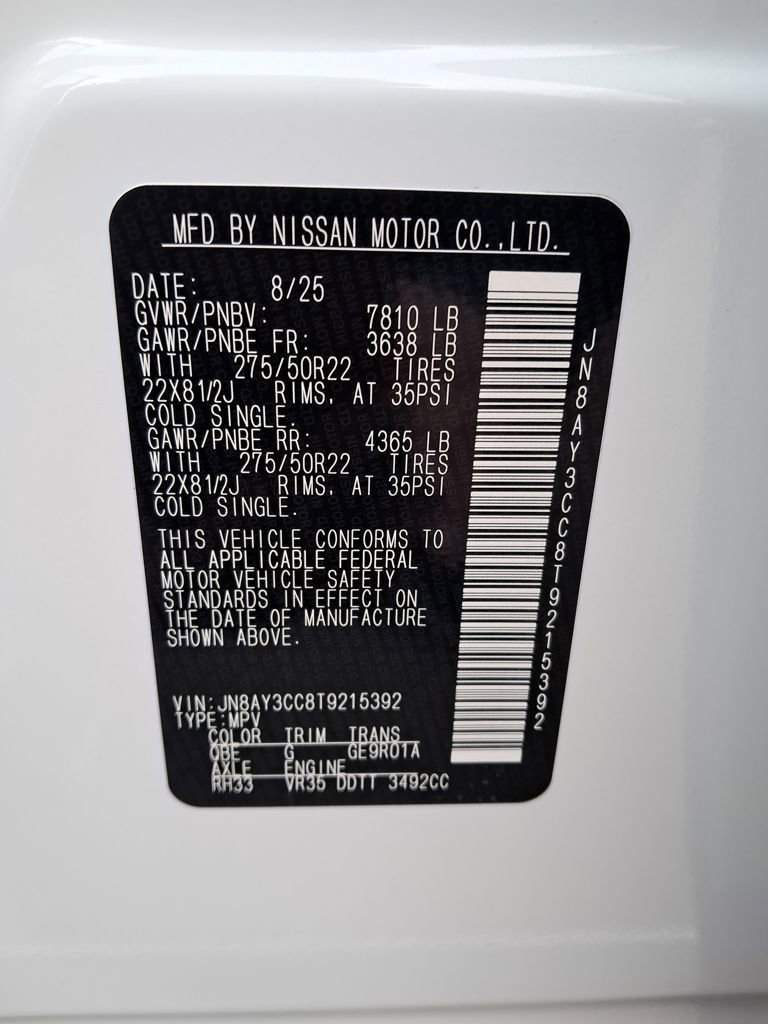 MFD BY NISSAN MOTOR CO.,LTD.
DATE: 8/25
GVWR/PNBV: 7810 LB
GAWR/PNBE FR: 3638 LB
WITH 275/50R22 TIRES
22X81/2J RIMS, AT 35PSI
COLD SINGLE.
GAWR/PNBE RR: 4365 LB
WITH 275/50R22 TIRES
22X81/2J RIMS, AT 35PSI
COLD SINGLE.
THIS VEHICLE CONFORMS TO
ALL APPLICABLE FEDERAL
MOTOR VEHICLE SAFETY
STANDARDS IN EFFECT ON
THE DATE OF MANUFACTURE
SHOWN ABOVE.
VIN:JN8AY3CC8T9215392
TYPE:MPV
COLOR TRIM TRANS
QBE G GE9R01A
AXLE ENGINE
RH33 VR35 DDTT 3492CC
JN8AY3CC8T9215392